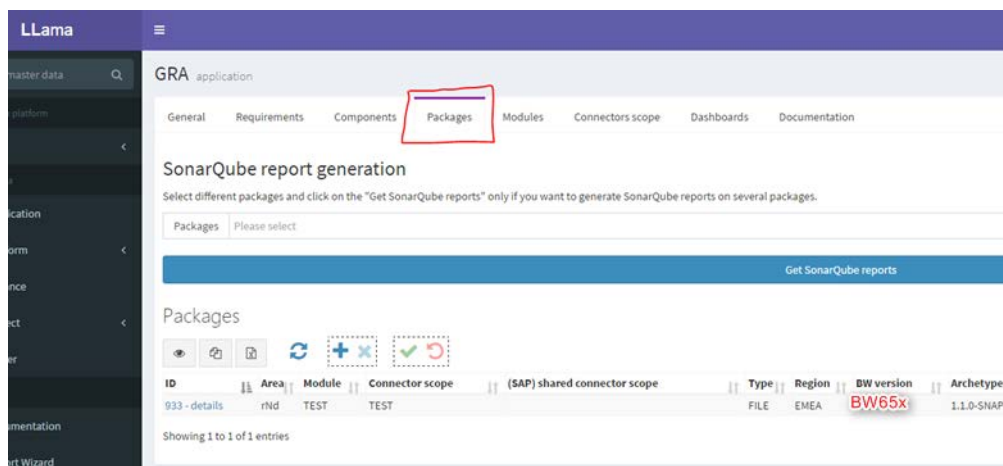 LLama
master data
platform
GRA application
General Requirements Components Packages Modules Connectors scope Dashboards Documentation
SonarQube report generation
Select different packages and click on the "Get SonarQube reports" only if you want to generate SonarQube reports on several packages.
Packages Please select
Get SonarQube reports
Packages
ID Area Module Connector scope (SAP) shared connector scope Type Region BW version Archetype
933 - details rNd TEST TEST FILE EMEA BW65x 1.1.0-SNAP
Showing 1 to 1 of 1 entries
ication
orm
nce
ect
er
umentation
rt Wizard